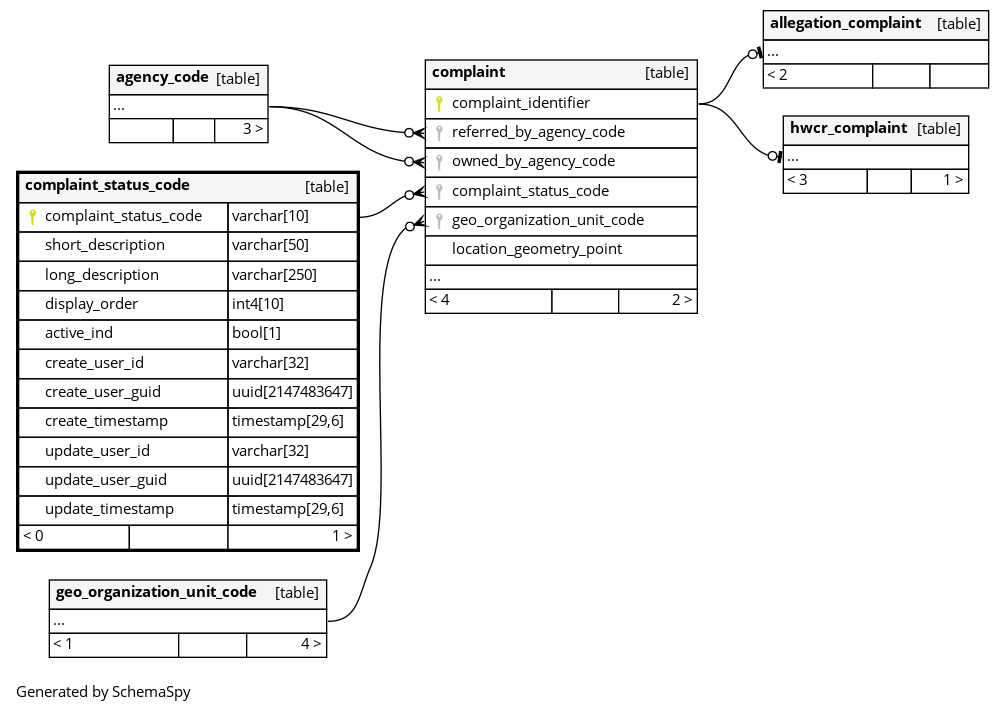 agency_code [table]
...
3 >
complaint_status_code [table]
complaint_status_code varchar[10]
short_description varchar[50]
long_description varchar[250]
display_order int4[10]
active_ind bool[1]
create_user_id varchar[32]
create_user_guid uuid[2147483647]
create_timestamp timestamp[29,6]
update_user_id varchar[32]
update_user_guid uuid[2147483647]
update_timestamp timestamp[29,6]
< 0 1 >
geo_organization_unit_code [table]
...
< 1 4 >
complaint [table]
complaint_identifier
referred_by_agency_code
owned_by_agency_code
complaint_status_code
geo_organization_unit_code
location_geometry_point
...
< 4 2 >
allegation_complaint [table]
...
< 2
hwcr_complaint [table]
...
< 3 1 >
Generated by SchemaSpy